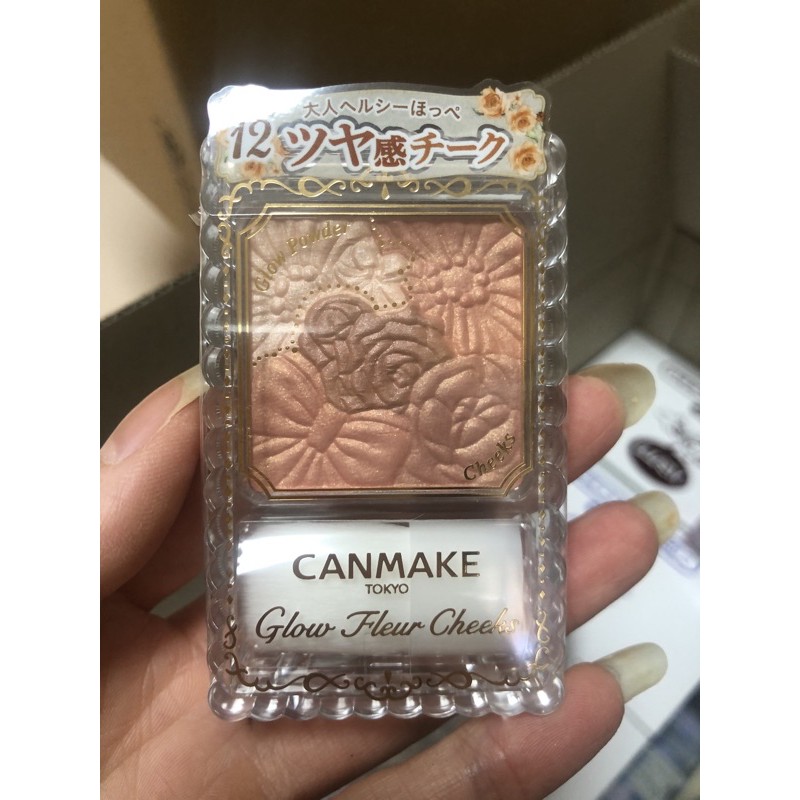 大人ヘルシーほっぺ
12 ツヤ感チーク
Glow Powder
Cheeks
CANMAKE
TOKYO
Glow Fleur Cheeks